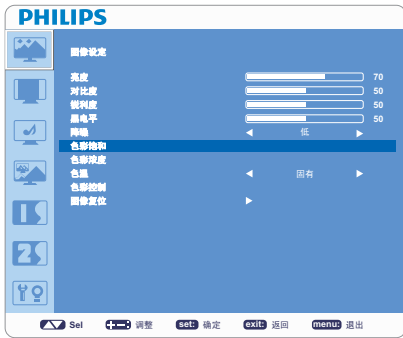 PHILIPS
图像设定
亮度 70
对比度 50
锐利度 50
黑电平 50
降噪 低
色彩饱和
色彩浓度
色温 固有
色彩控制
图像复位
Sel 调整 set: 确定 exit: 返回 menu: 退出